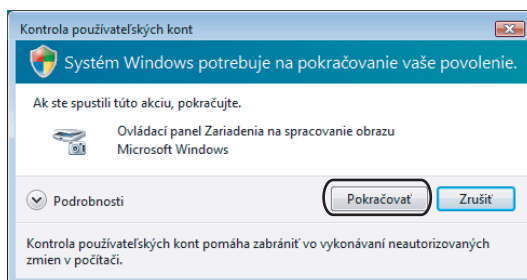 Kontrola používateľských kont
Systém Windows potrebuje na pokračovanie vaše povolenie.
Ak ste spustili túto akciu, pokračujte.
Ovládací panel Zariadenia na spracovanie obrazu
Microsoft Windows
Podrobnosti
Pokračovať
Zrušiť
Kontrola používateľských kont pomáha zabrániť vo vykonávaní neautorizovaných
zmien v počítači.